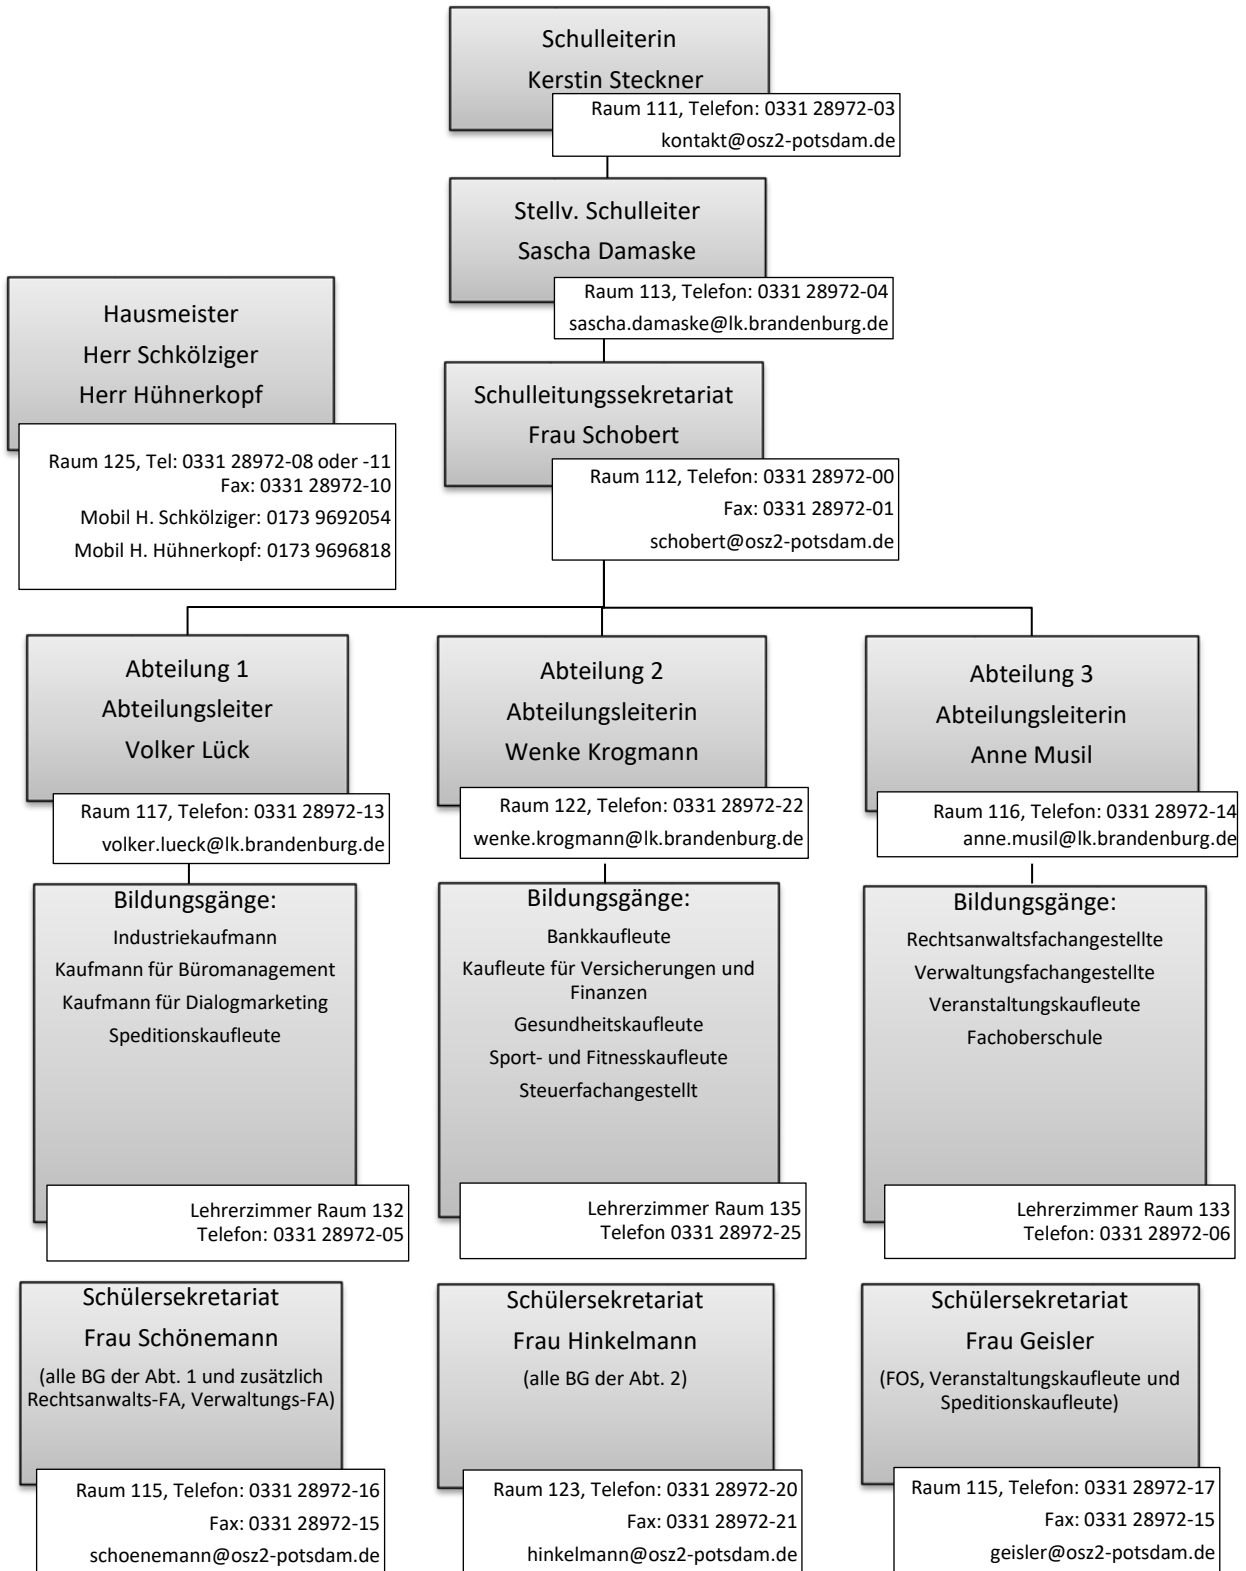 Schulleiterin
Kerstin Steckner
Raum 111, Telefon: 0331 28972-03
kontakt@osz2-potsdam.de
Stellv. Schulleiter
Sascha Damaske
Raum 113, Telefon: 0331 28972-04
sascha.damaske@lk.brandenburg.de
Hausmeister
Herr Schkölziger
Herr Hühnerkopf
Raum 125, Tel: 0331 28972-08 oder -11
Fax: 0331 28972-10
Mobil H. Schkölziger: 0173 9692054
Mobil H. Hühnerkopf: 0173 9696818
Schulleitungssekretariat
Frau Schobert
Raum 112, Telefon: 0331 28972-00
Fax: 0331 28972-01
schobert@osz2-potsdam.de
Abteilung 1
Abteilungsleiter
Volker Lück
Raum 117, Telefon: 0331 28972-13
volker.lueck@lk.brandenburg.de
Abteilung 2
Abteilungsleiterin
Wenke Krogmann
Raum 122, Telefon: 0331 28972-22
wenke.krogmann@lk.brandenburg.de
Abteilung 3
Abteilungsleiterin
Anne Musil
Raum 116, Telefon: 0331 28972-14
anne.musil@lk.brandenburg.de
Bildungsgänge:
Industriekaufmann
Kaufmann für Büromanagement
Kaufmann für Dialogmarketing
Speditionskaufleute
Lehrerzimmer Raum 132
Telefon: 0331 28972-05
Bildungsgänge:
Bankkaufleute
Kaufleute für Versicherungen und
Finanzen
Gesundheitskaufleute
Sport- und Fitnesskaufleute
Steuerfachangestellt
Lehrerzimmer Raum 135
Telefon 0331 28972-25
Bildungsgänge:
Rechtsanwaltsfachangestellte
Verwaltungsfachangestellte
Veranstaltungskaufleute
Fachoberschule
Lehrerzimmer Raum 133
Telefon: 0331 28972-06
Schülersekretariat
Frau Schönemann
(alle BG der Abt. 1 und zusätzlich
Rechtsanwalts-FA, Verwaltungs-FA)
Raum 115, Telefon: 0331 28972-16
Fax: 0331 28972-15
schoenemann@osz2-potsdam.de
Schülersekretariat
Frau Hinkelmann
(alle BG der Abt. 2)
Raum 123, Telefon: 0331 28972-20
Fax: 0331 28972-21
hinkelmann@osz2-potsdam.de
Schülersekretariat
Frau Geisler
(FOS, Veranstaltungskaufleute und
Speditionskaufleute)
Raum 115, Telefon: 0331 28972-17
Fax: 0331 28972-15
geisler@osz2-potsdam.de